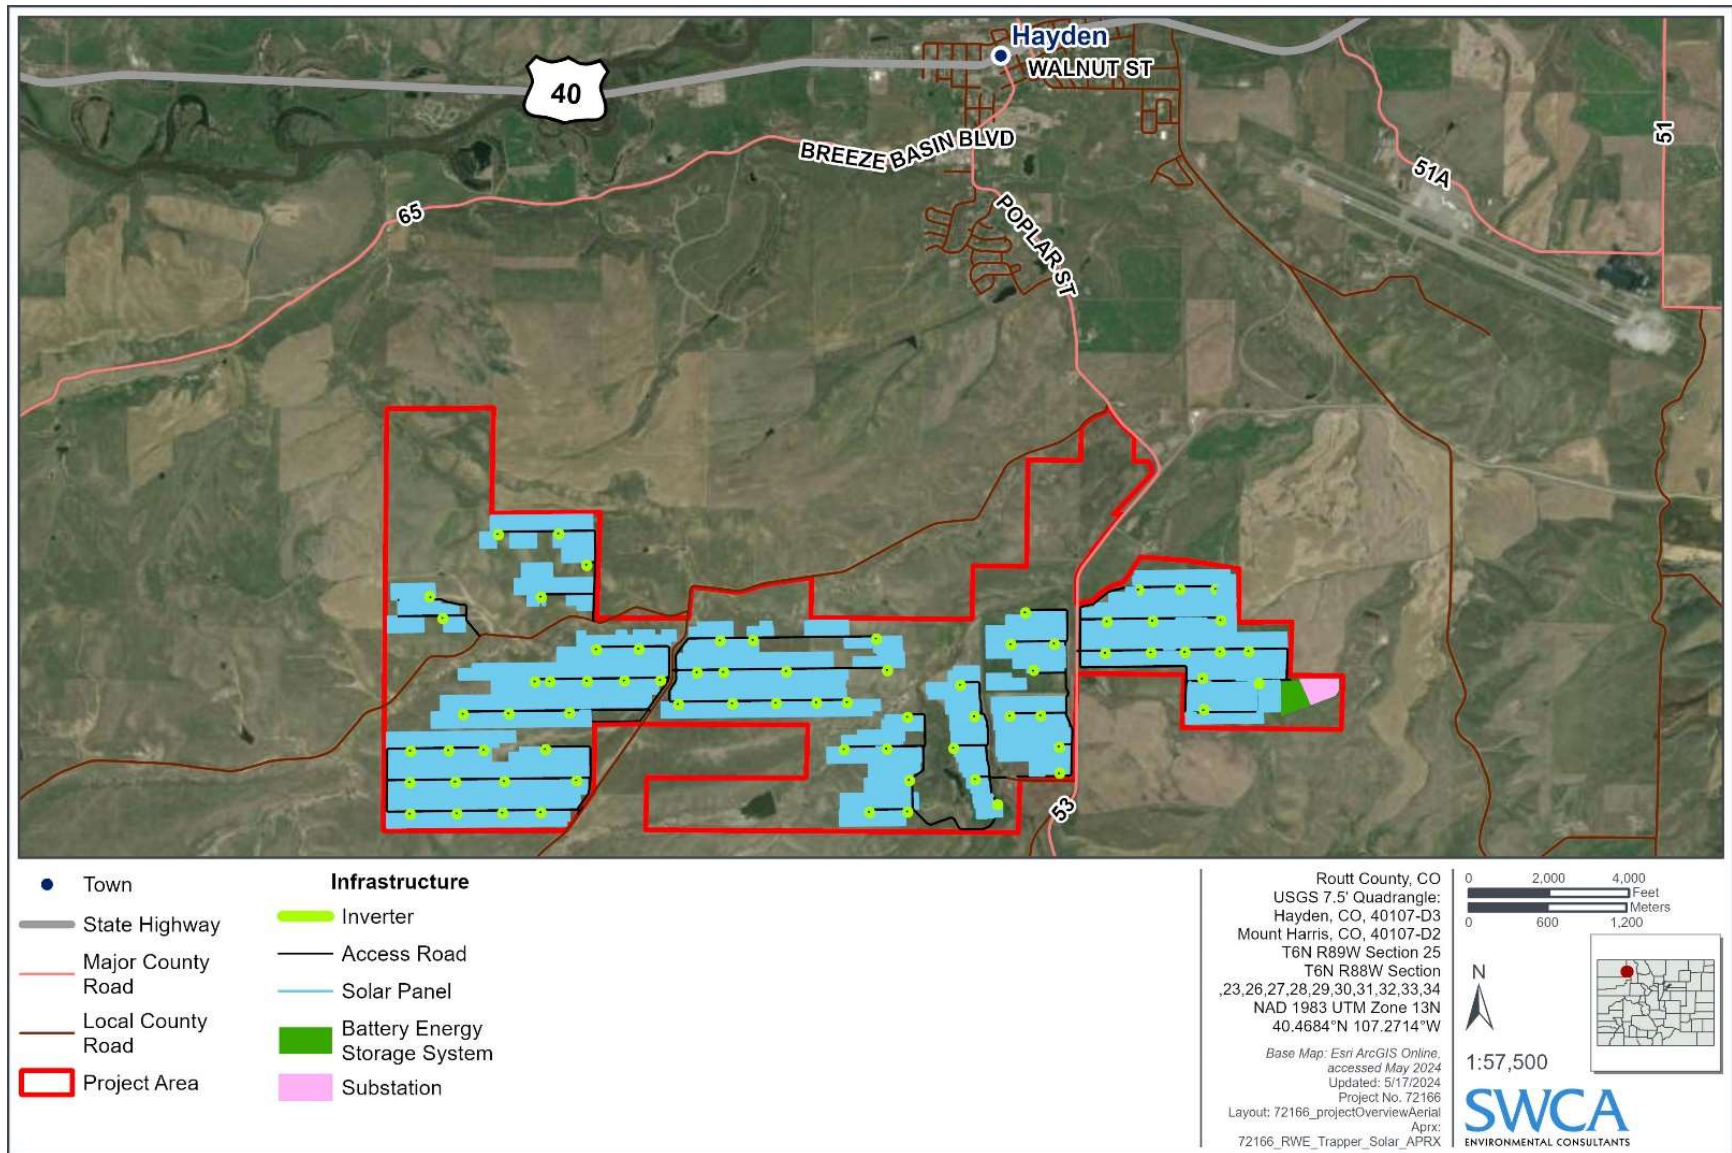 Hayden
WALNUT ST
40
BREEZE BASIN BLVD
51
51A
65
POPLAR ST
53
Town
State Highway
Major County
Road
Local County
Road
Project Area
Infrastructure
Inverter
Access Road
Solar Panel
Battery Energy
Storage System
Substation
Routt County, CO
USGS 7.5' Quadrangle:
Hayden, CO, 40107-D3
Mount Harris, CO, 40107-D2
T6N R89W Section 25
T6N R88W Section
,23,26,27,28,29,30,31,32,33,34
NAD 1983 UTM Zone 13N
40.4684°N 107.2714°W
Base Map: Esri ArcGIS Online,
accessed May 2024
Updated: 5/17/2024
Project No. 72166
Layout: 72166_projectOverviewAerial
Aprx:
72166_RWE_Trapper_Solar_APRX
0 2,000 4,000
Feet
Meters
0 600 1,200
N
1:57,500
SWCA
ENVIRONMENTAL CONSULTANTS